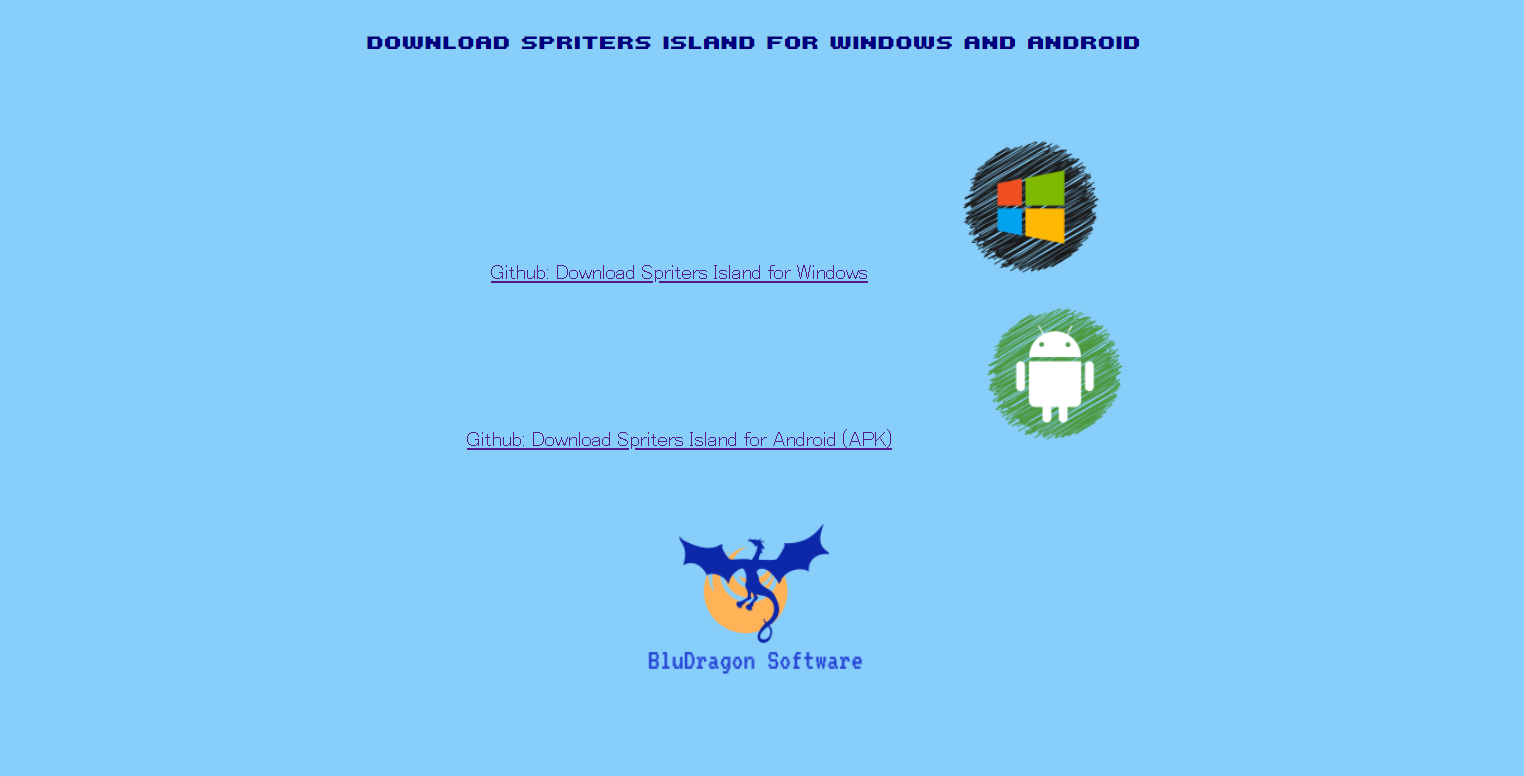 DOWNLOAD SPRITERS ISLAND FOR WINDOWS AND ANDROID
Github: Download Spriters Island for Windows
Github: Download Spriters Island for Android (APK)
BluDragon Software